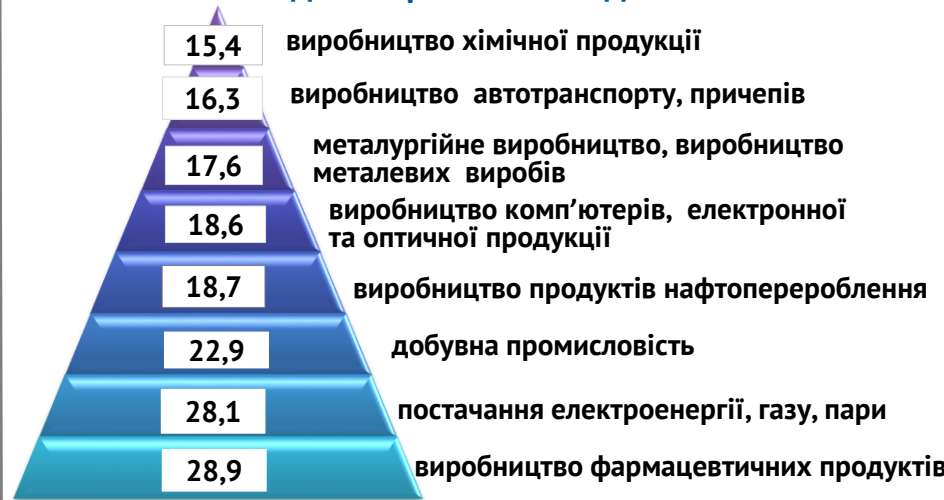 15,4 виробництво хімічної продукції
16,3 виробництво автотранспорту, причепів
17,6 металургійне виробництво, виробництво
металевих виробів
18,6 виробництво комп’ютерів, електронної
та оптичної продукції
18,7 виробництво продуктів нафтоперероблення
22,9 добувна промисловість
28,1 постачання електроенергії, газу, пари
28,9 виробництво фармацевтичних продуктів